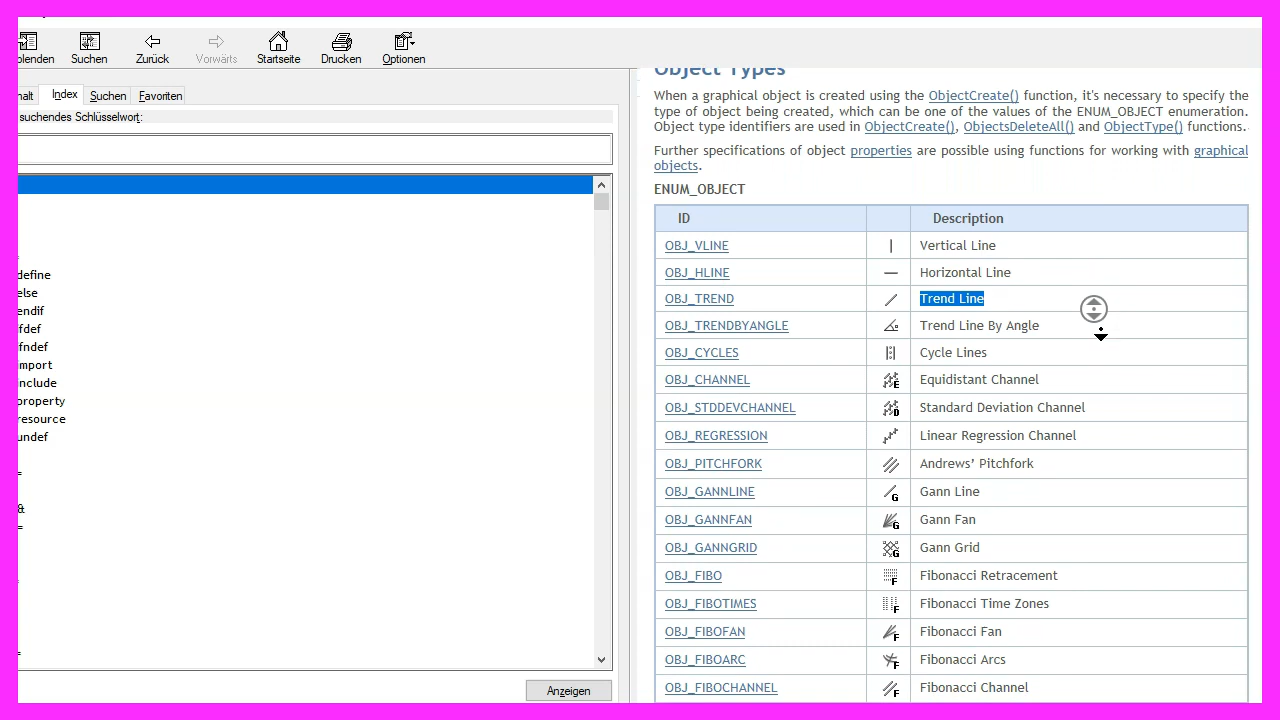 blenden Suchen Zurück Vorwärts Startseite Drucken Optionen
halt Index Suchen Favoriten
suchendes Schlüsselwort:
define
else
endif
fdef
fndef
mport
nclude
property
resource
undef
=
&
=
Anzeigen
Object Types
When a graphical object is created using the ObjectCreate() function, it's necessary to specify the
type of object being created, which can be one of the values of the ENUM_OBJECT enumeration.
Object type identifiers are used in ObjectCreate(), ObjectsDeleteAll() and ObjectType() functions.
Further specifications of object properties are possible using functions for working with graphical
objects.
ENUM_OBJECT
ID Description
OBJ_VLINE Vertical Line
OBJ_HLINE Horizontal Line
OBJ_TREND Trend Line
OBJ_TRENDBYANGLE Trend Line By Angle
OBJ_CYCLES Cycle Lines
OBJ_CHANNEL E Equidistant Channel
OBJ_STDDEVCHANNEL D Standard Deviation Channel
OBJ_REGRESSION Linear Regression Channel
OBJ_PITCHFORK Andrews’ Pitchfork
OBJ_GANNLINE G Gann Line
OBJ_GANNFAN G Gann Fan
OBJ_GANNGRID G Gann Grid
OBJ_FIBO F Fibonacci Retracement
OBJ_FIBOTIMES F Fibonacci Time Zones
OBJ_FIBOFAN F Fibonacci Fan
OBJ_FIBOARC F Fibonacci Arcs
OBJ_FIBOCHANNEL F Fibonacci Channel